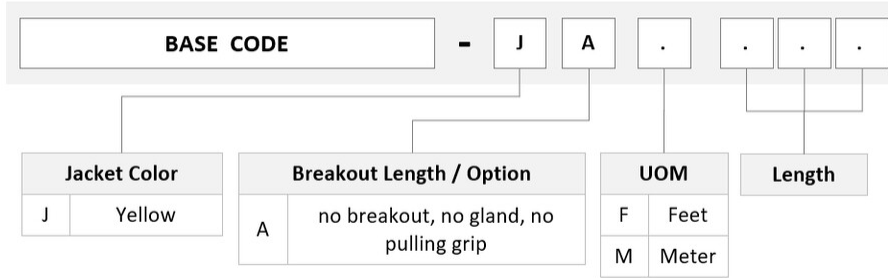 BASE CODE - J A . . . .
Jacket Color
J Yellow
Breakout Length / Option
A no breakout, no gland, no
pulling grip
UOM
F Feet
M Meter
Length